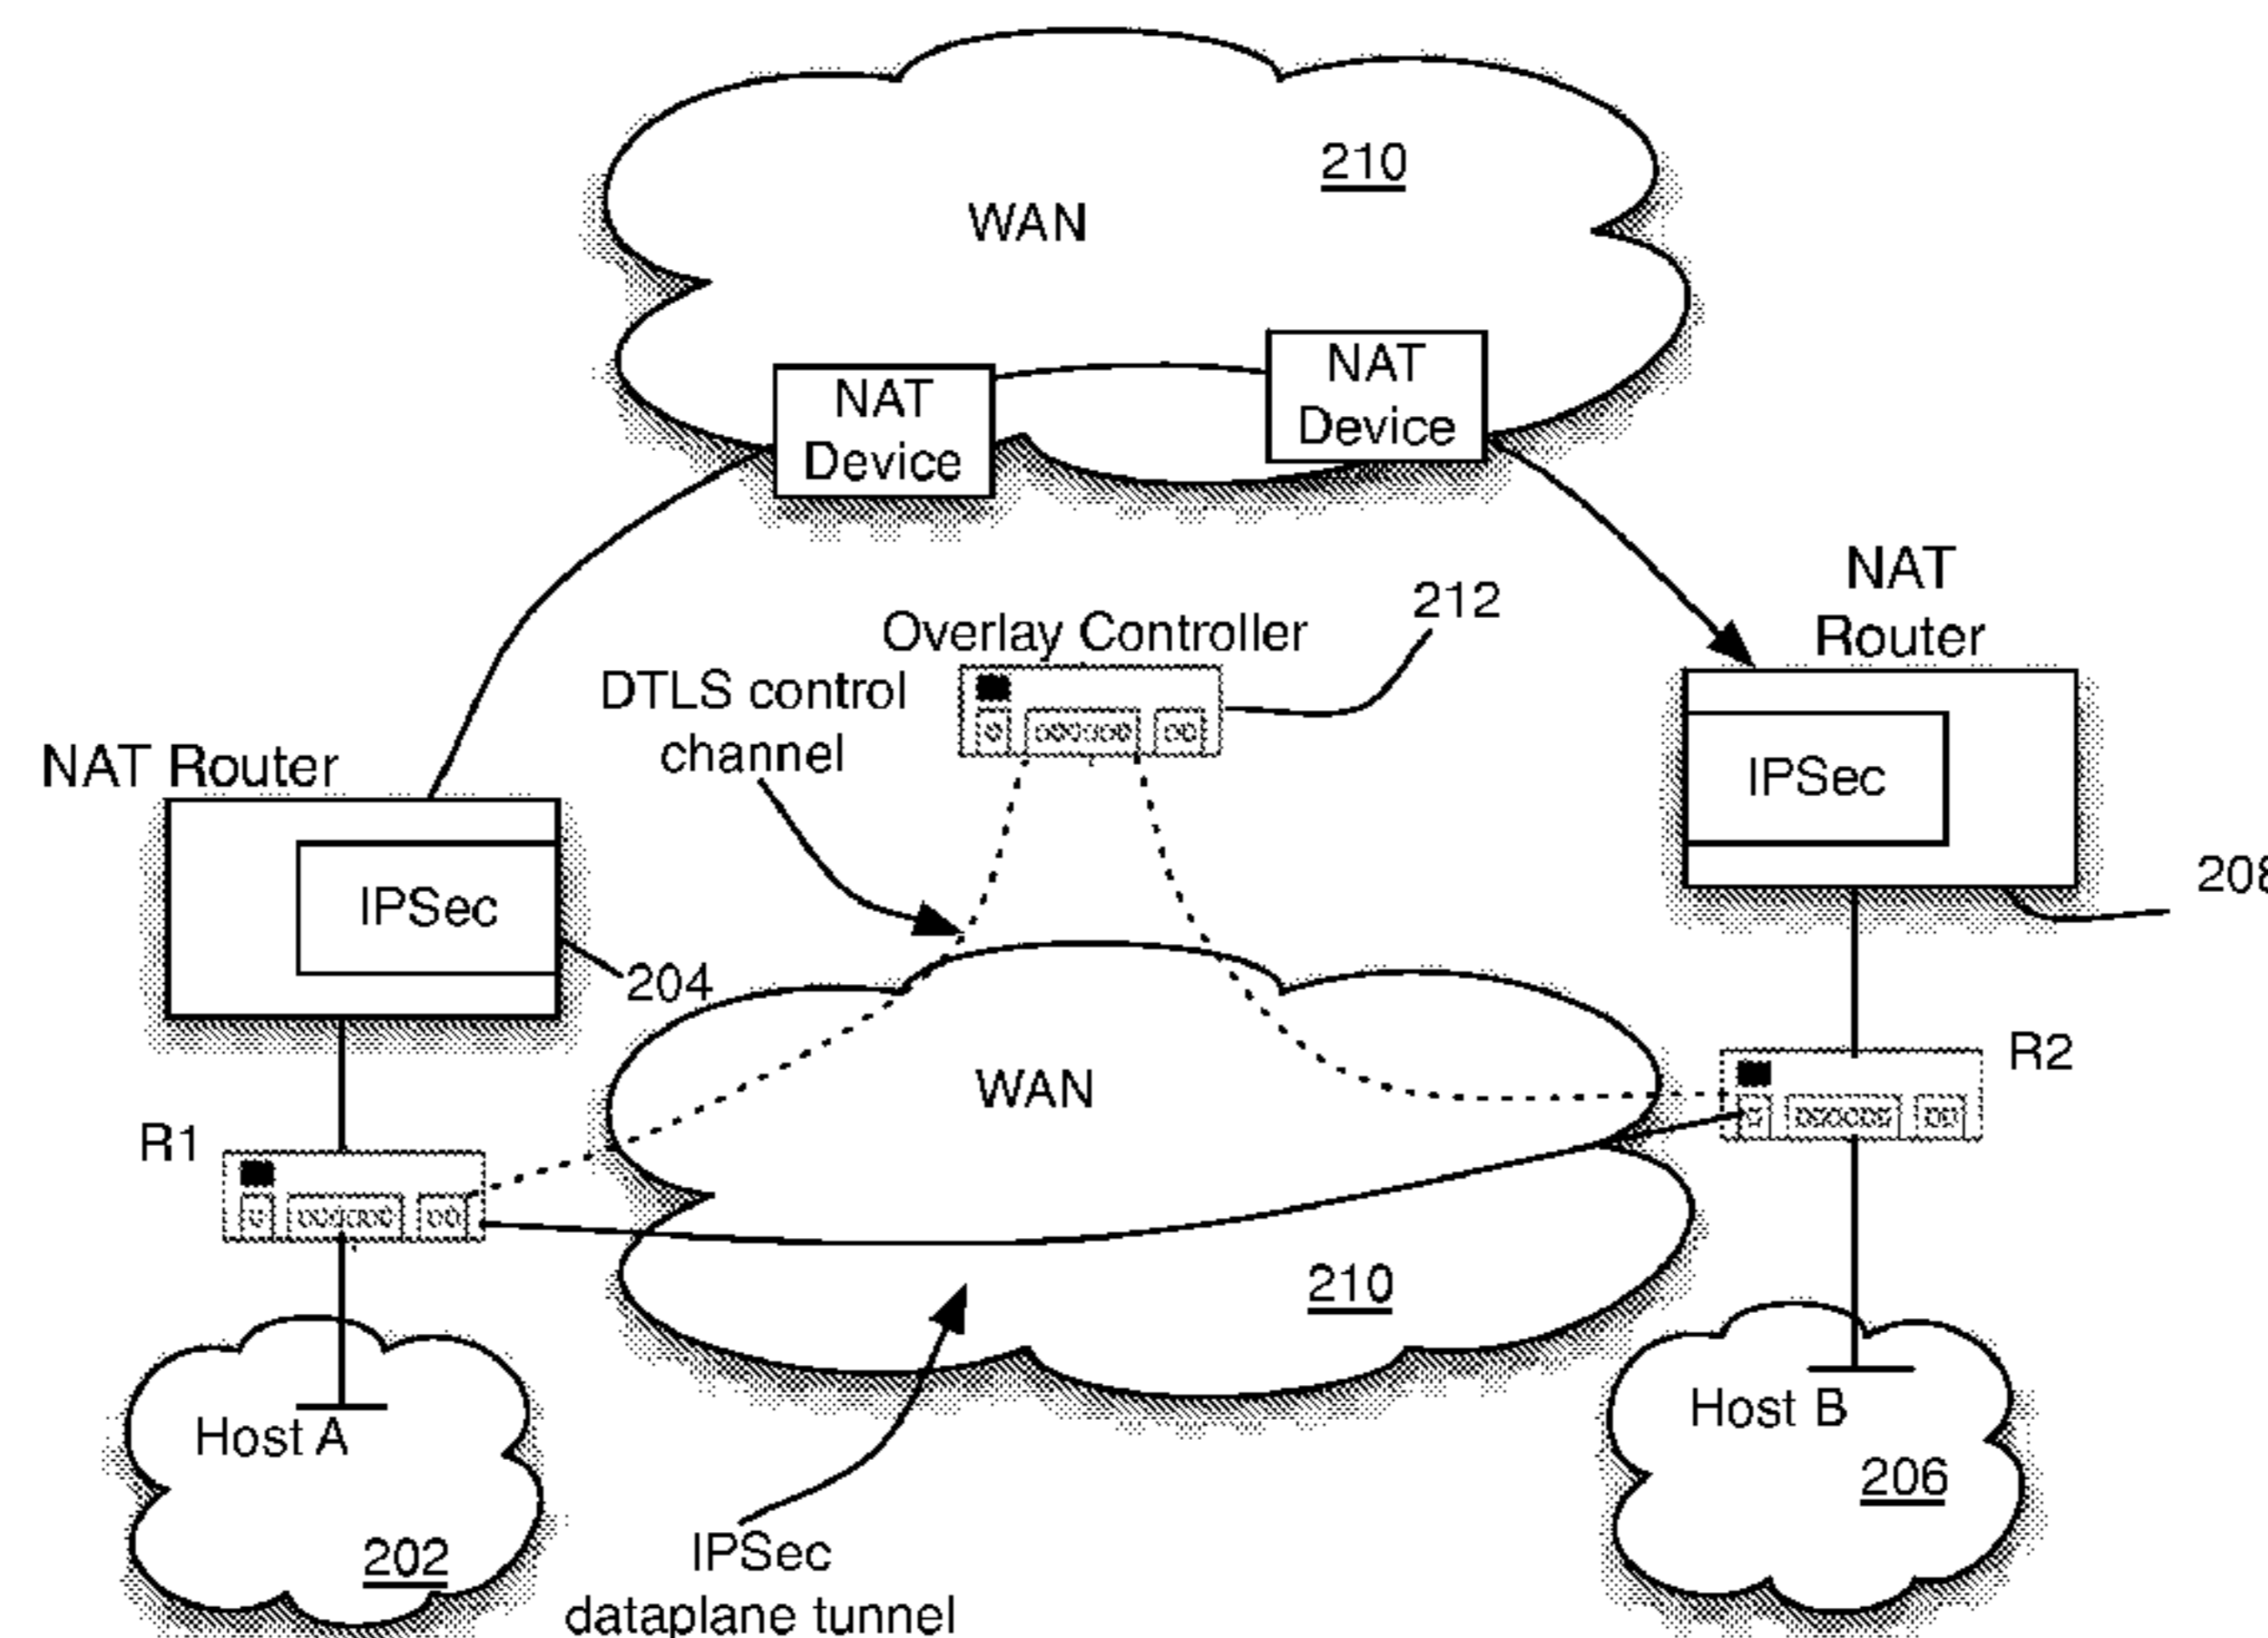 210
WAN
NAT
Device
NAT
Device
NAT
Router
212
Overlay Controller
DTLS control
channel
NAT Router
IPSec
IPSec
208
204
R2
WAN
R1
210
Host B
Host A
206
202
IPSec
dataplane tunnel